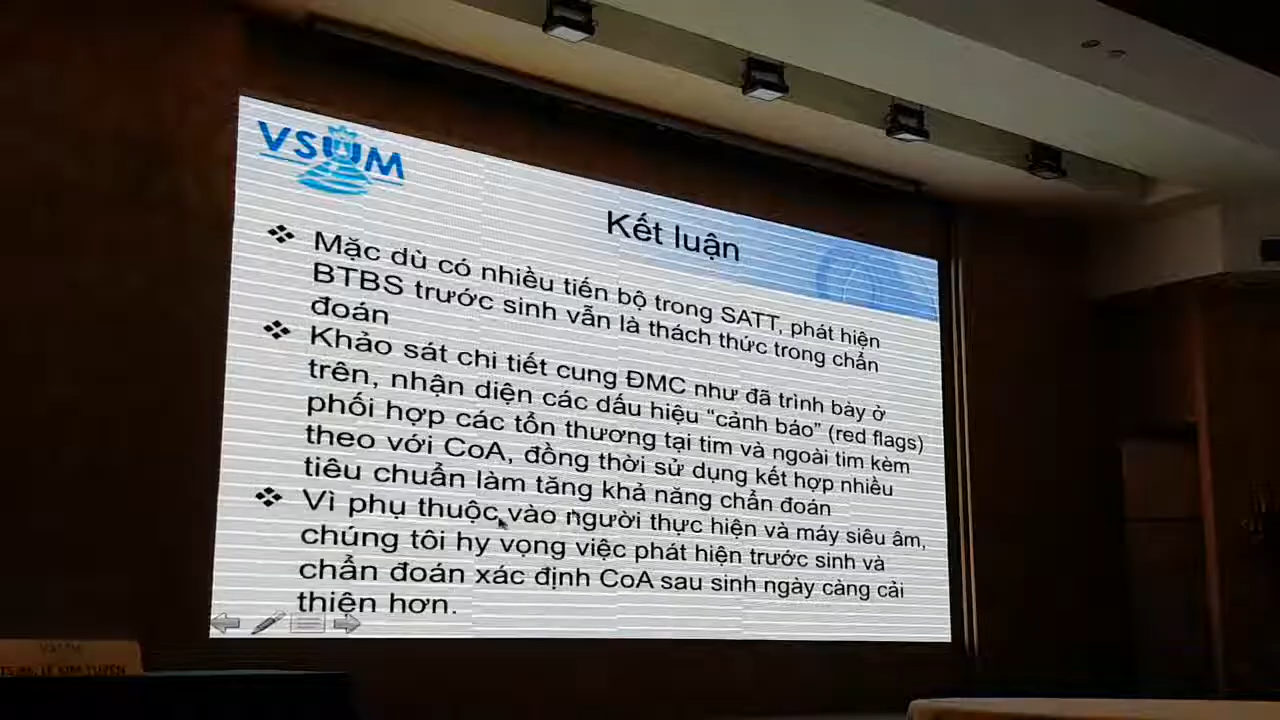 VSUM
Kết luận
Mặc dù có nhiều tiến bộ trong SATT, phát hiện
BTBS trước sinh vẫn là thách thức trong chẩn
đoán
Khảo sát chi tiết cung ĐMC như đã trình bày ở
trên, nhận diện các dấu hiệu “cảnh báo” (red flags)
phối hợp các tổn thương tại tim và ngoài tim kèm
theo với CoA, đồng thời sử dụng kết hợp nhiều
tiêu chuẩn làm tăng khả năng chẩn đoán
Vì phụ thuộc vào người thực hiện và máy siêu âm,
chúng tôi hy vọng việc phát hiện trước sinh và
chẩn đoán xác định CoA sau sinh ngày càng cải
thiện hơn.
VSUM
LÊ KIM TUYẾN